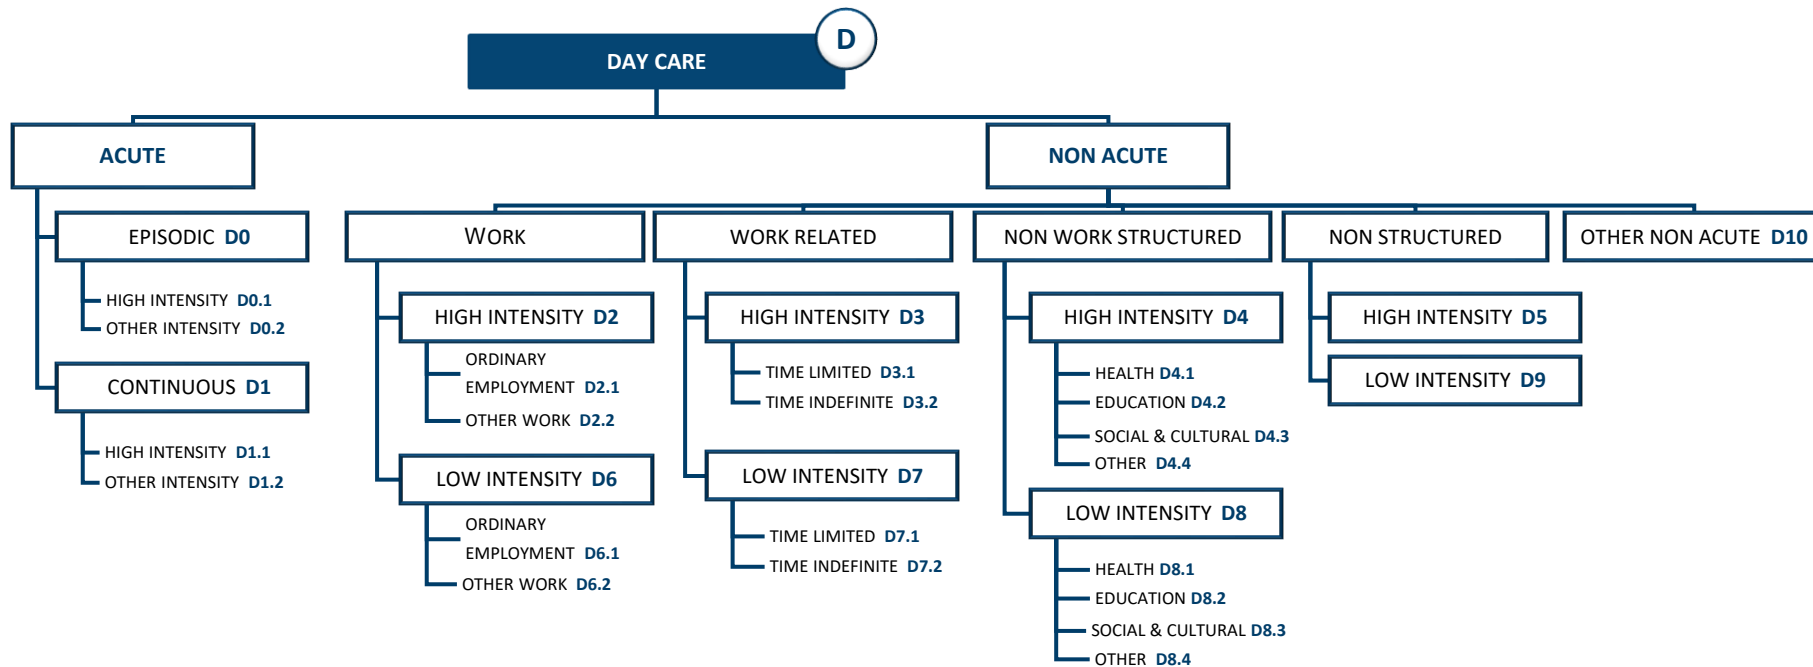 D
DAY CARE
ACUTE
EPISODIC D0
HIGH INTENSITY D0.1
OTHER INTENSITY D0.2
CONTINUOUS D1
HIGH INTENSITY D1.1
OTHER INTENSITY D1.2
NON ACUTE
WORK
HIGH INTENSITY D2
ORDINARY
EMPLOYMENT D2.1
OTHER WORK D2.2
LOW INTENSITY D6
ORDINARY
EMPLOYMENT D6.1
OTHER WORK D6.2
WORK RELATED
HIGH INTENSITY D3
TIME LIMITED D3.1
TIME INDEFINITE D3.2
LOW INTENSITY D7
TIME LIMITED D7.1
TIME INDEFINITE D7.2
NON WORK STRUCTURED
HIGH INTENSITY D4
HEALTH D4.1
EDUCATION D4.2
SOCIAL & CULTURAL D4.3
OTHER D4.4
LOW INTENSITY D8
HEALTH D8.1
EDUCATION D8.2
SOCIAL & CULTURAL D8.3
OTHER D8.4
NON STRUCTURED
HIGH INTENSITY D5
LOW INTENSITY D9
OTHER NON ACUTE D10